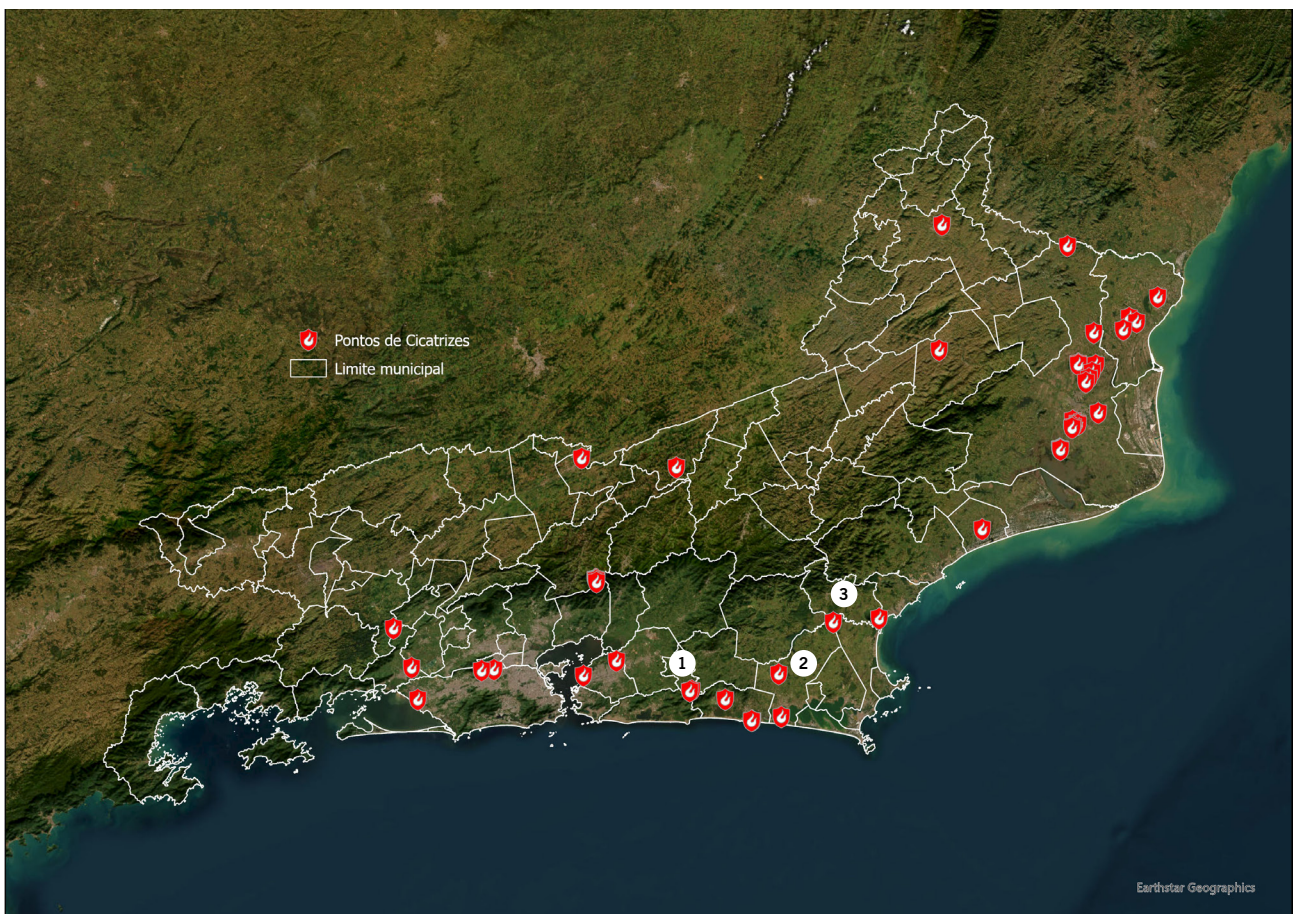 Pontos de Cicatrizes
Limite municipal
3
1
2
Earthstar Geographics